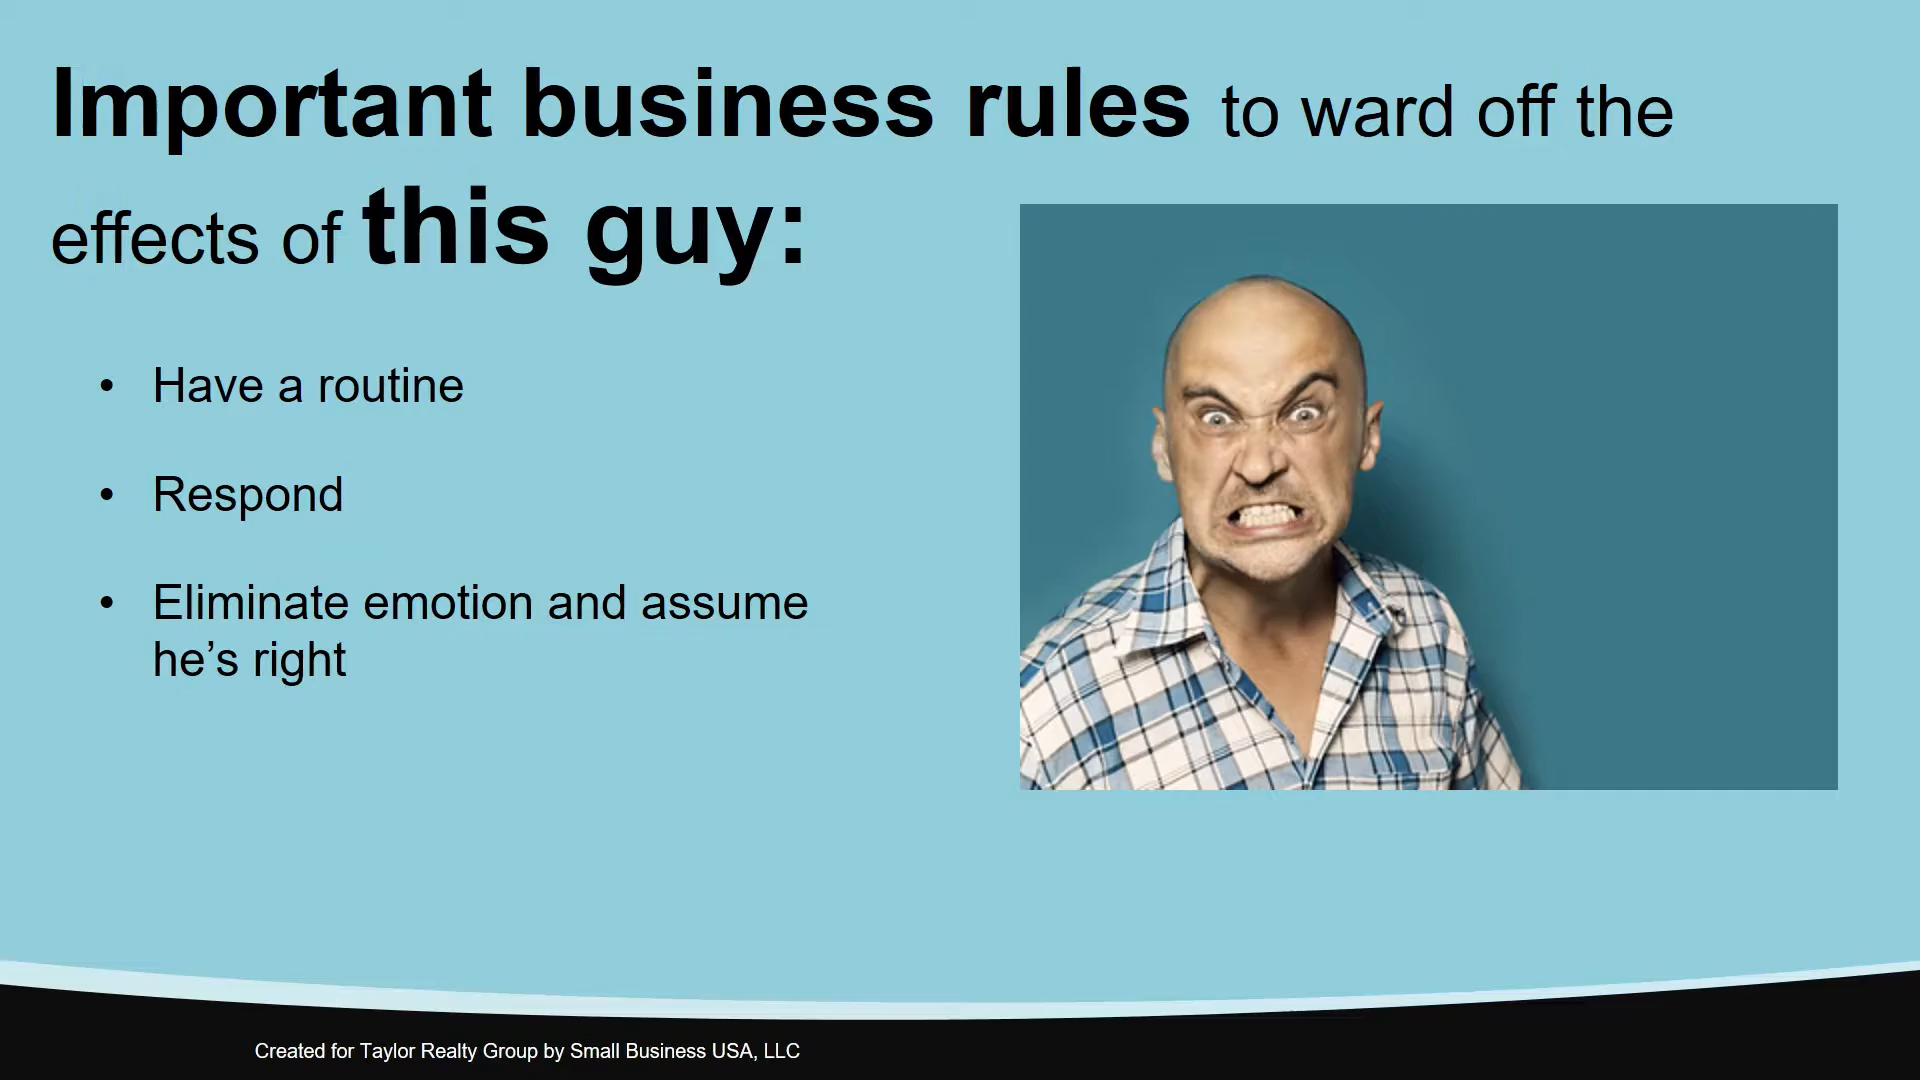 Important business rules to ward off the
effects of this guy:
• Have a routine
• Respond
• Eliminate emotion and assume
he’s right
Created for Taylor Realty Group by Small Business USA, LLC